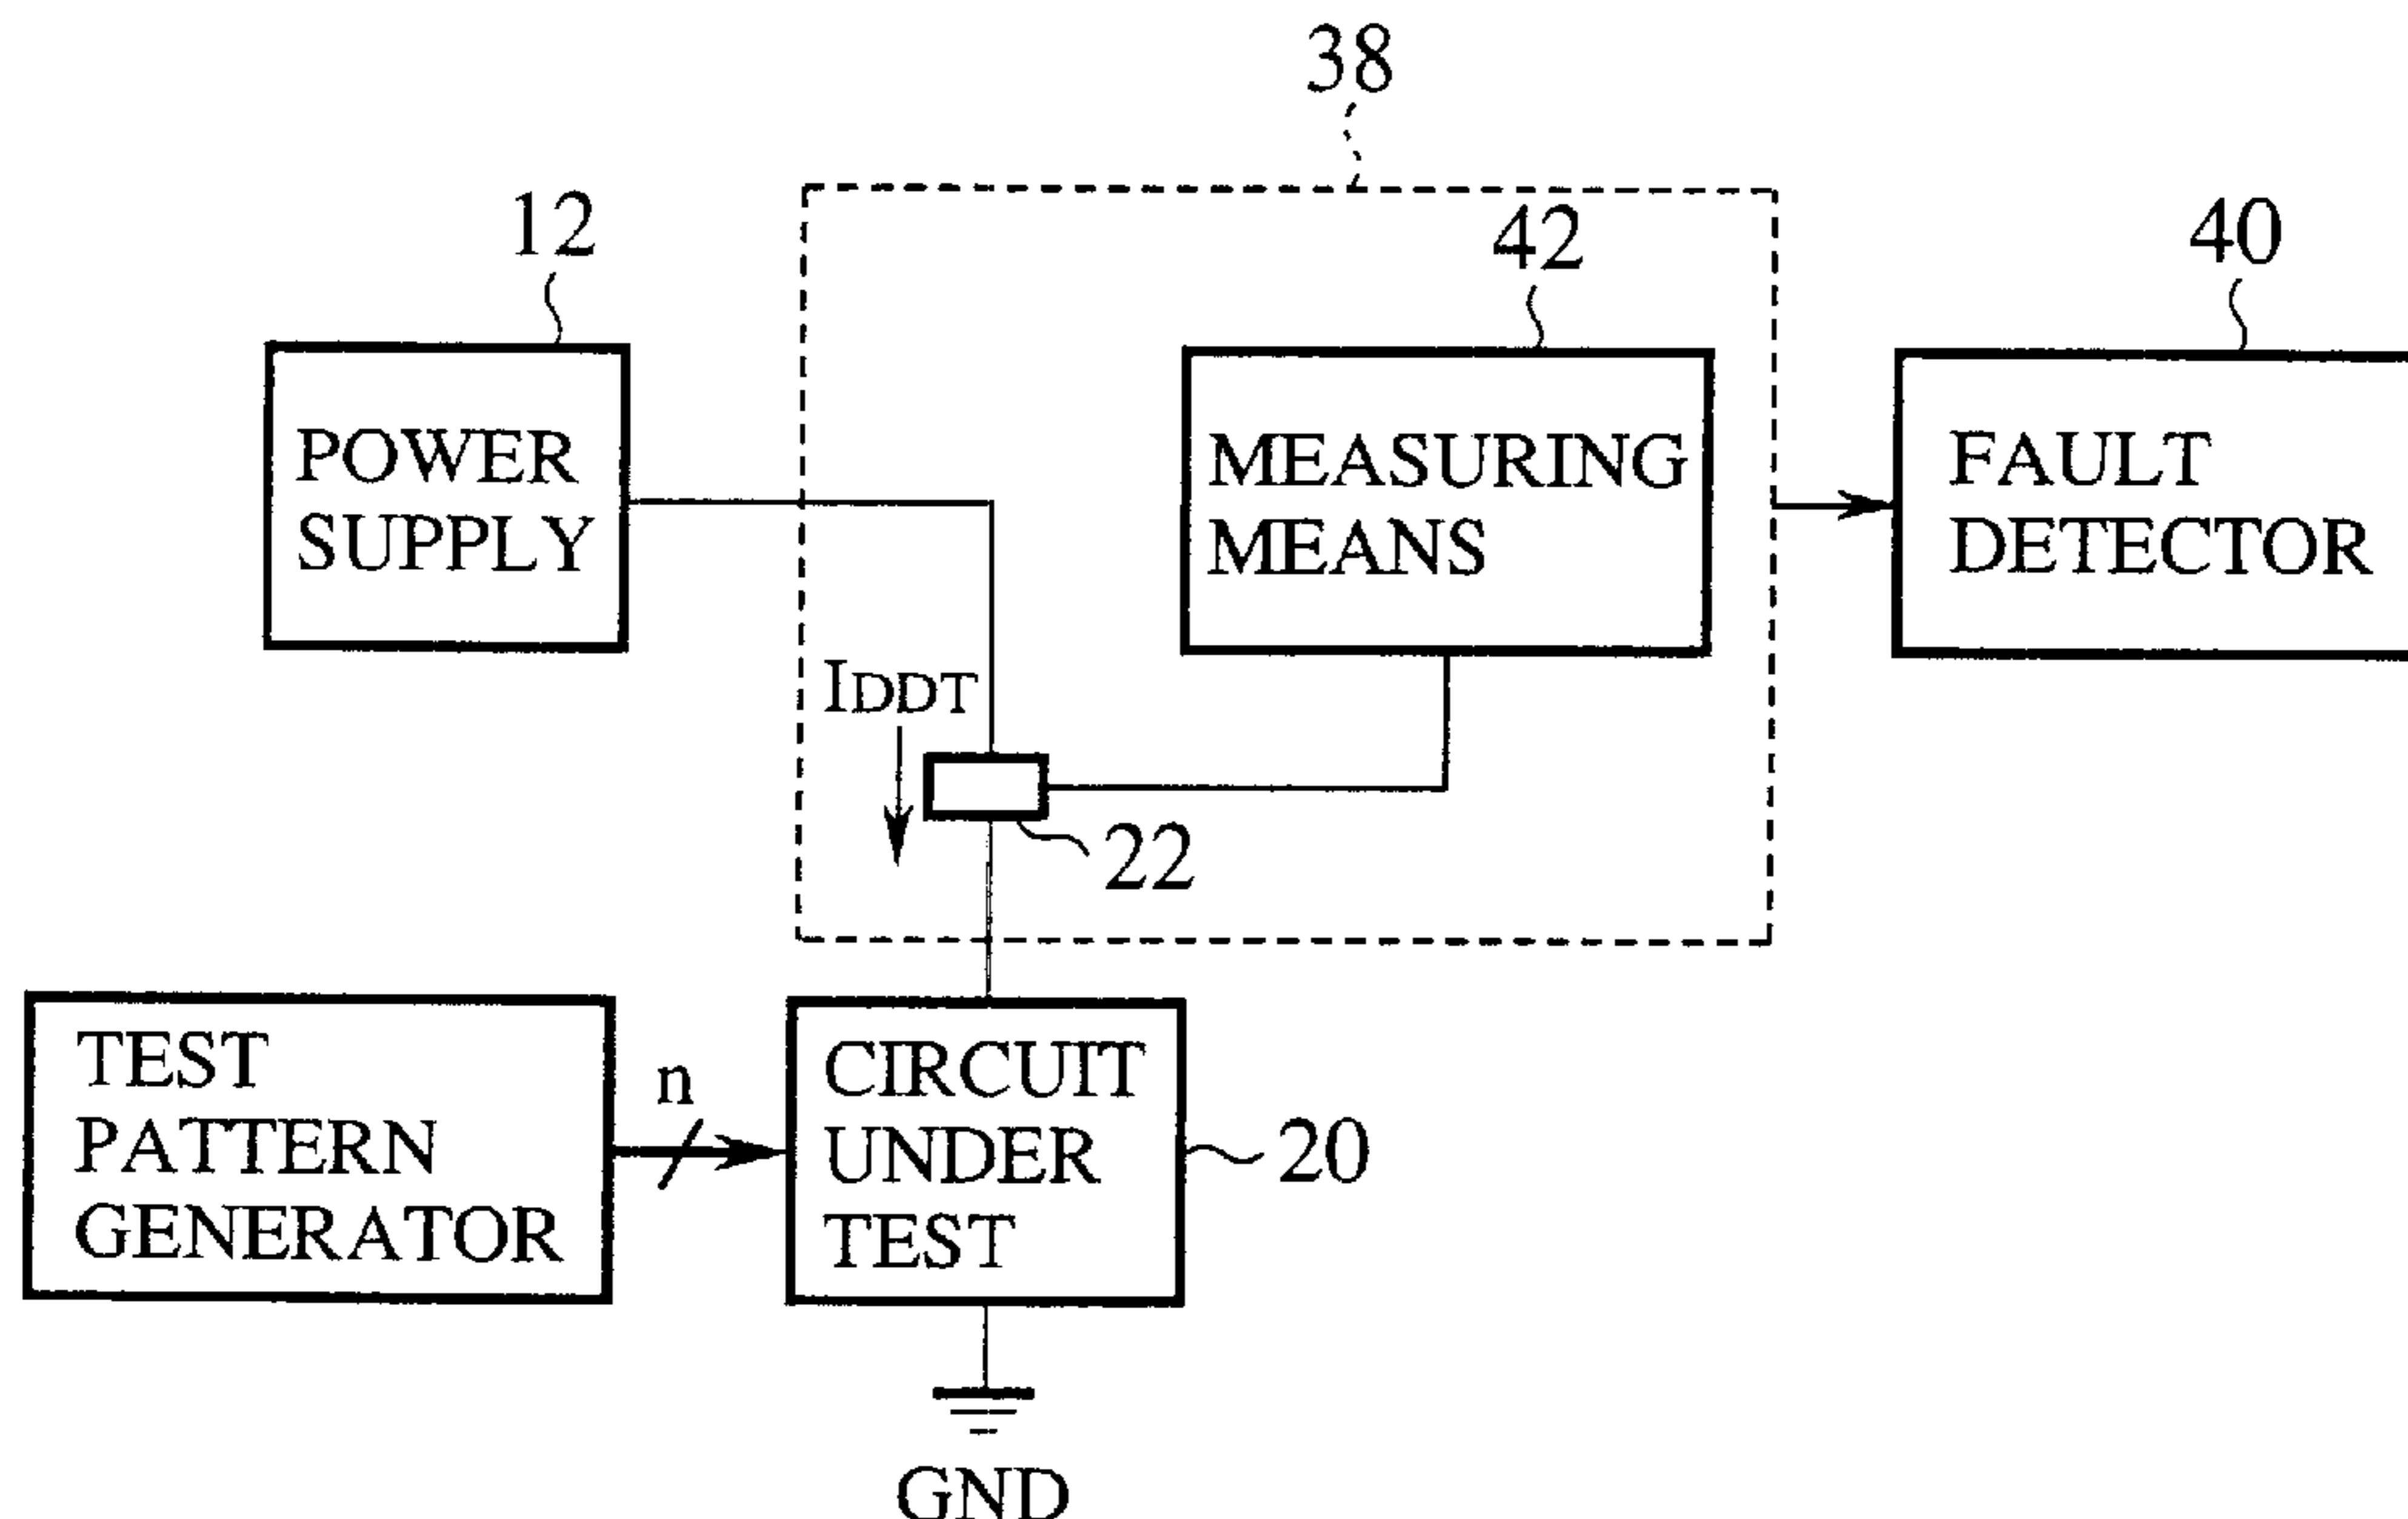 38
12
42
40
POWER
SUPPLY
MEASURING
MEANS
FAULT
DETECTOR
IDDT
22
TEST
PATTERN
GENERATOR
n
CIRCUIT
UNDER
TEST
20
GND